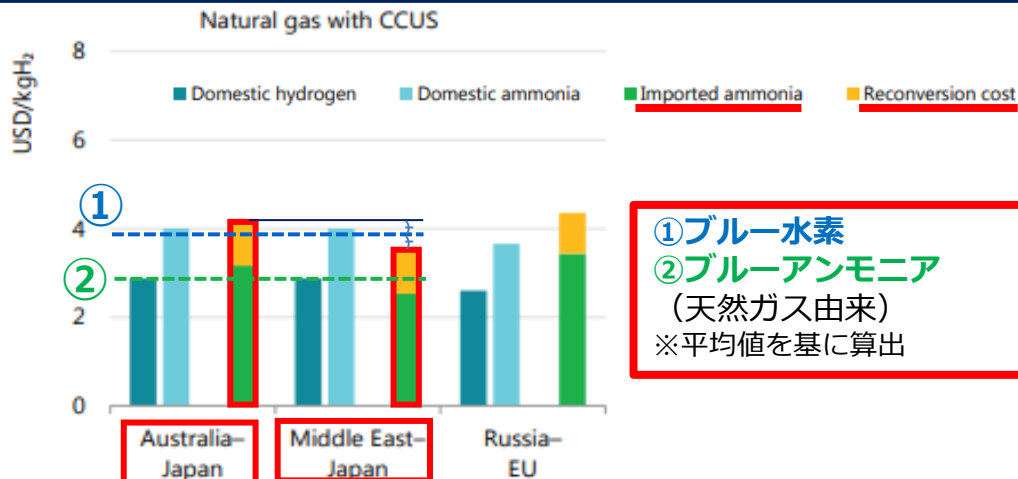 Natural gas with CCUS
USD/kgH₂
8
Domestic hydrogen
Domestic ammonia
Imported ammonia
Reconversion cost
6
①
4
②
2
0
①ブルー水素
②ブルーアンモニア
（天然ガス由来）
※平均値を基に算出
Australia–
Japan
Middle East–
Japan
Russia–
EU